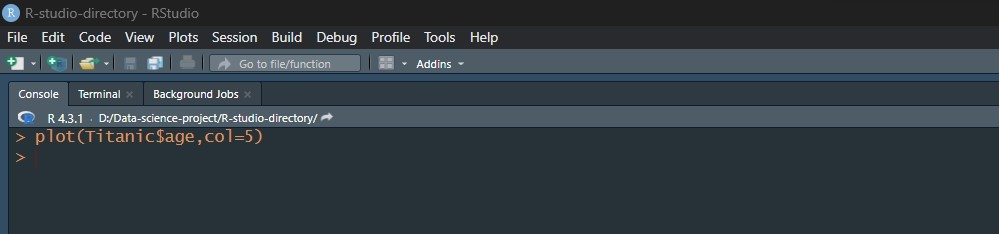 R R-studio-directory - RStudio
File Edit Code View Plots Session Build Debug Profile Tools Help
Go to file/function Addins
Console Terminal Background Jobs
R 4.3.1 · D:/Data-science-project/R-studio-directory/
> plot(Titanic$age,col=5)
>